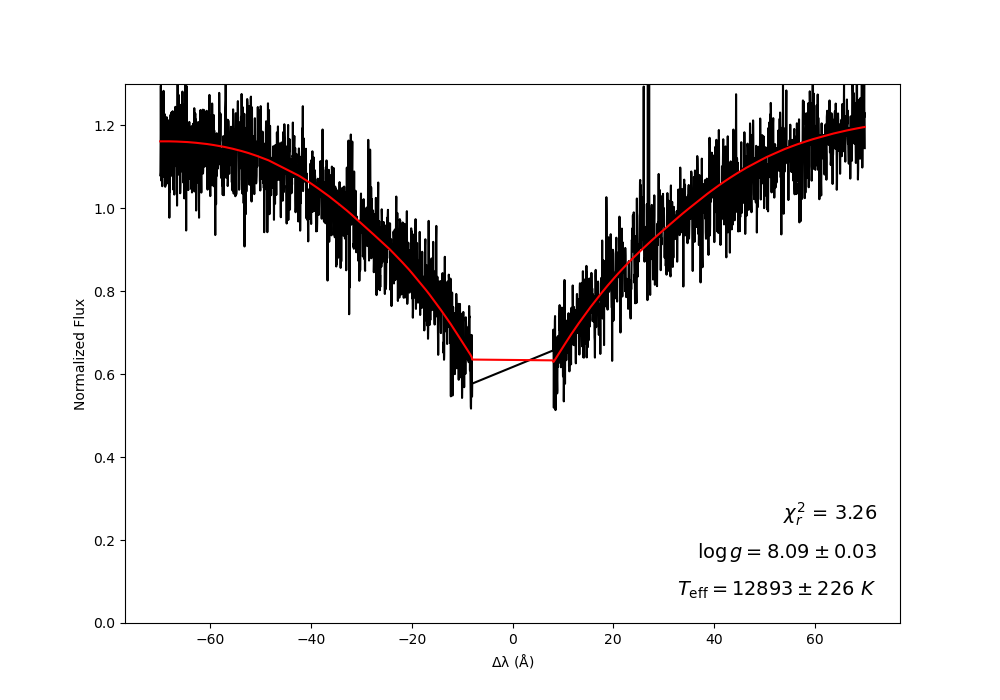 1.2
1.0
0.8
0.6
0.4
0.2
0.0
Normalized Flux
χ²ᵣ = 3.26
log g = 8.09 ± 0.03
T_eff = 12893 ± 226 K
−60 −40 −20 0 20 40 60
Δλ (Å)